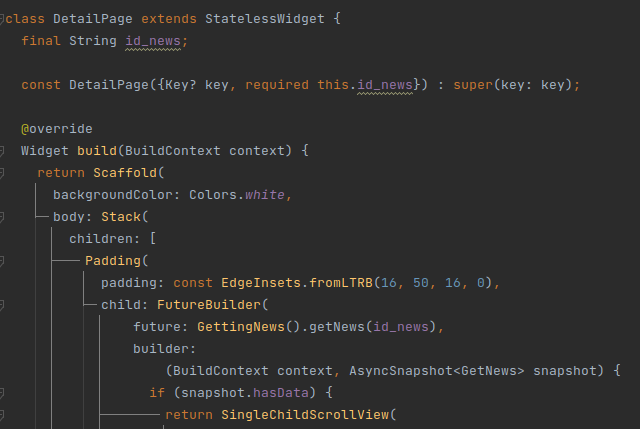 class DetailPage extends StatelessWidget {
final String id_news;
const DetailPage({Key? key, required this.id_news}) : super(key: key);
@override
Widget build(BuildContext context) {
return Scaffold(
backgroundColor: Colors.white,
body: Stack(
children: [
Padding(
padding: const EdgeInsets.fromLTRB(16, 50, 16, 0),
child: FutureBuilder(
future: GettingNews().getNews(id_news),
builder:
(BuildContext context, AsyncSnapshot<GetNews> snapshot) {
if (snapshot.hasData) {
return SingleChildScrollView(